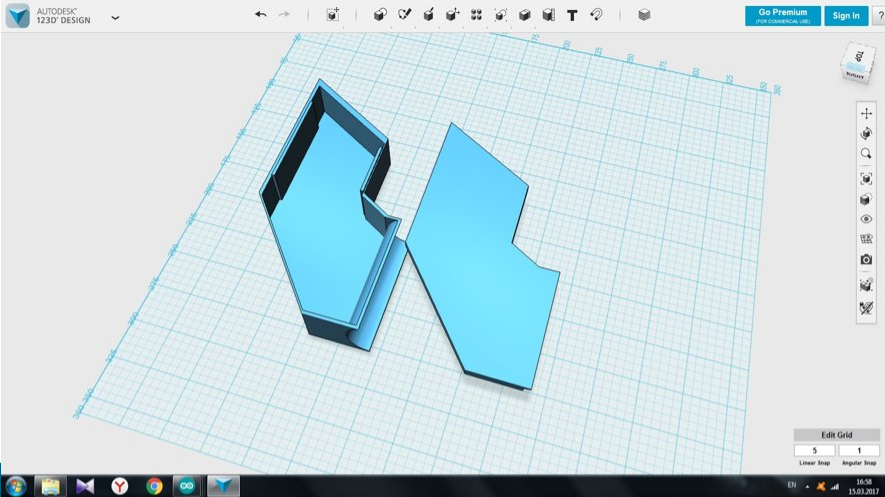 AUTODESK®
123D® DESIGN
Go Premium
(FOR COMMERCIAL USE)
Sign In
?
TOP
RIGHT
Edit Grid
5
1
Linear Snap
Angular Snap
EN
16:58
15.03.2017